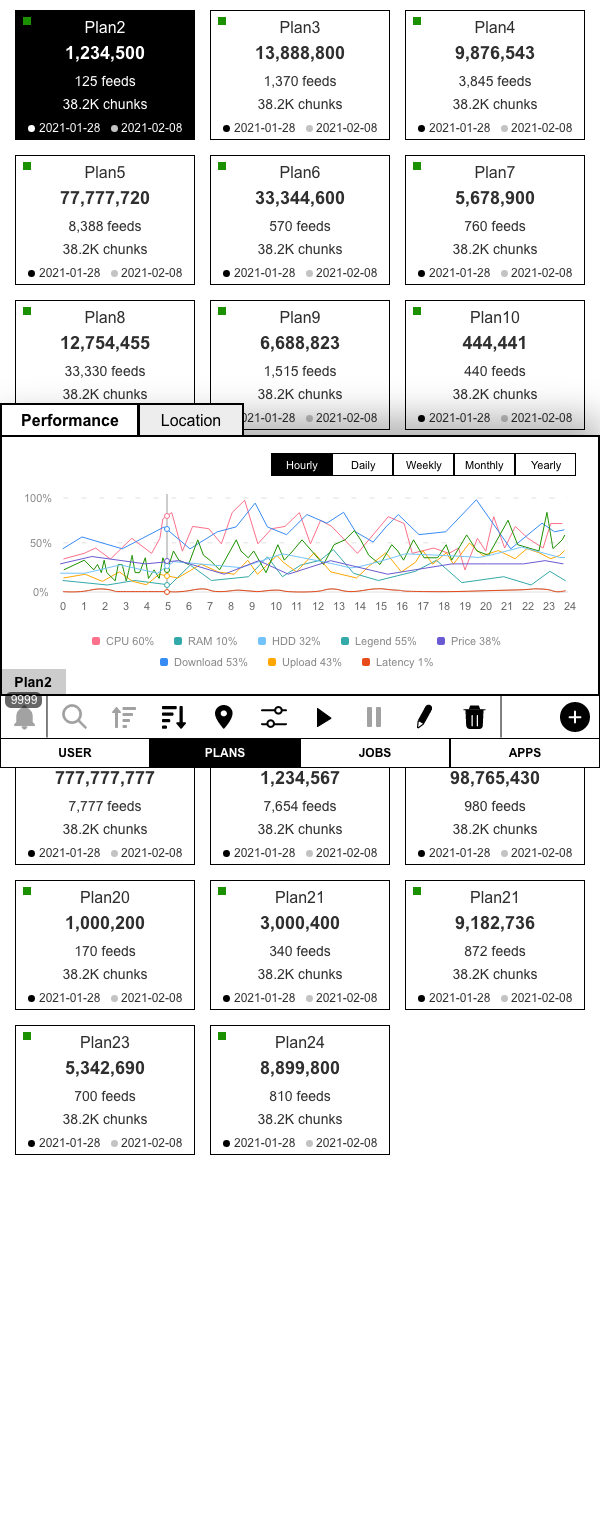 Plan2 Plan3 Plan4
1,234,500 13,888,800 9,876,543
125 feeds 1,370 feeds 3,845 feeds
38.2K chunks 38.2K chunks 38.2K chunks
2021-01-28 2021-02-08 2021-01-28 2021-02-08 2021-01-28 2021-02-08
Plan5 Plan6 Plan7
77,777,720 33,344,600 5,678,900
8,388 feeds 570 feeds 760 feeds
38.2K chunks 38.2K chunks 38.2K chunks
2021-01-28 2021-02-08 2021-01-28 2021-02-08 2021-01-28 2021-02-08
Plan8 Plan9 Plan10
12,754,455 6,688,823 444,441
33,330 feeds 1,515 feeds 440 feeds
38.2K chunks 38.2K chunks 38.2K chunks
2021-01-28 2021-02-08 2021-01-28 2021-02-08
Performance Location
Hourly Daily Weekly Monthly Yearly
100%
50%
0%
0 1 2 3 4 5 6 7 8 9 10 11 12 13 14 15 16 17 18 19 20 21 22 23 24
CPU 60% RAM 10% HDD 32% Legend 55% Price 38%
Download 53% Upload 43% Latency 1%
Plan2
9999
USER PLANS JOBS APPS
777,777,777 1,234,567 98,765,430
7,777 feeds 7,654 feeds 980 feeds
38.2K chunks 38.2K chunks 38.2K chunks
2021-01-28 2021-02-08 2021-01-28 2021-02-08 2021-01-28 2021-02-08
Plan20 Plan21 Plan21
1,000,200 3,000,400 9,182,736
170 feeds 340 feeds 872 feeds
38.2K chunks 38.2K chunks 38.2K chunks
2021-01-28 2021-02-08 2021-01-28 2021-02-08 2021-01-28 2021-02-08
Plan23 Plan24
5,342,690 8,899,800
700 feeds 810 feeds
38.2K chunks 38.2K chunks
2021-01-28 2021-02-08 2021-01-28 2021-02-08